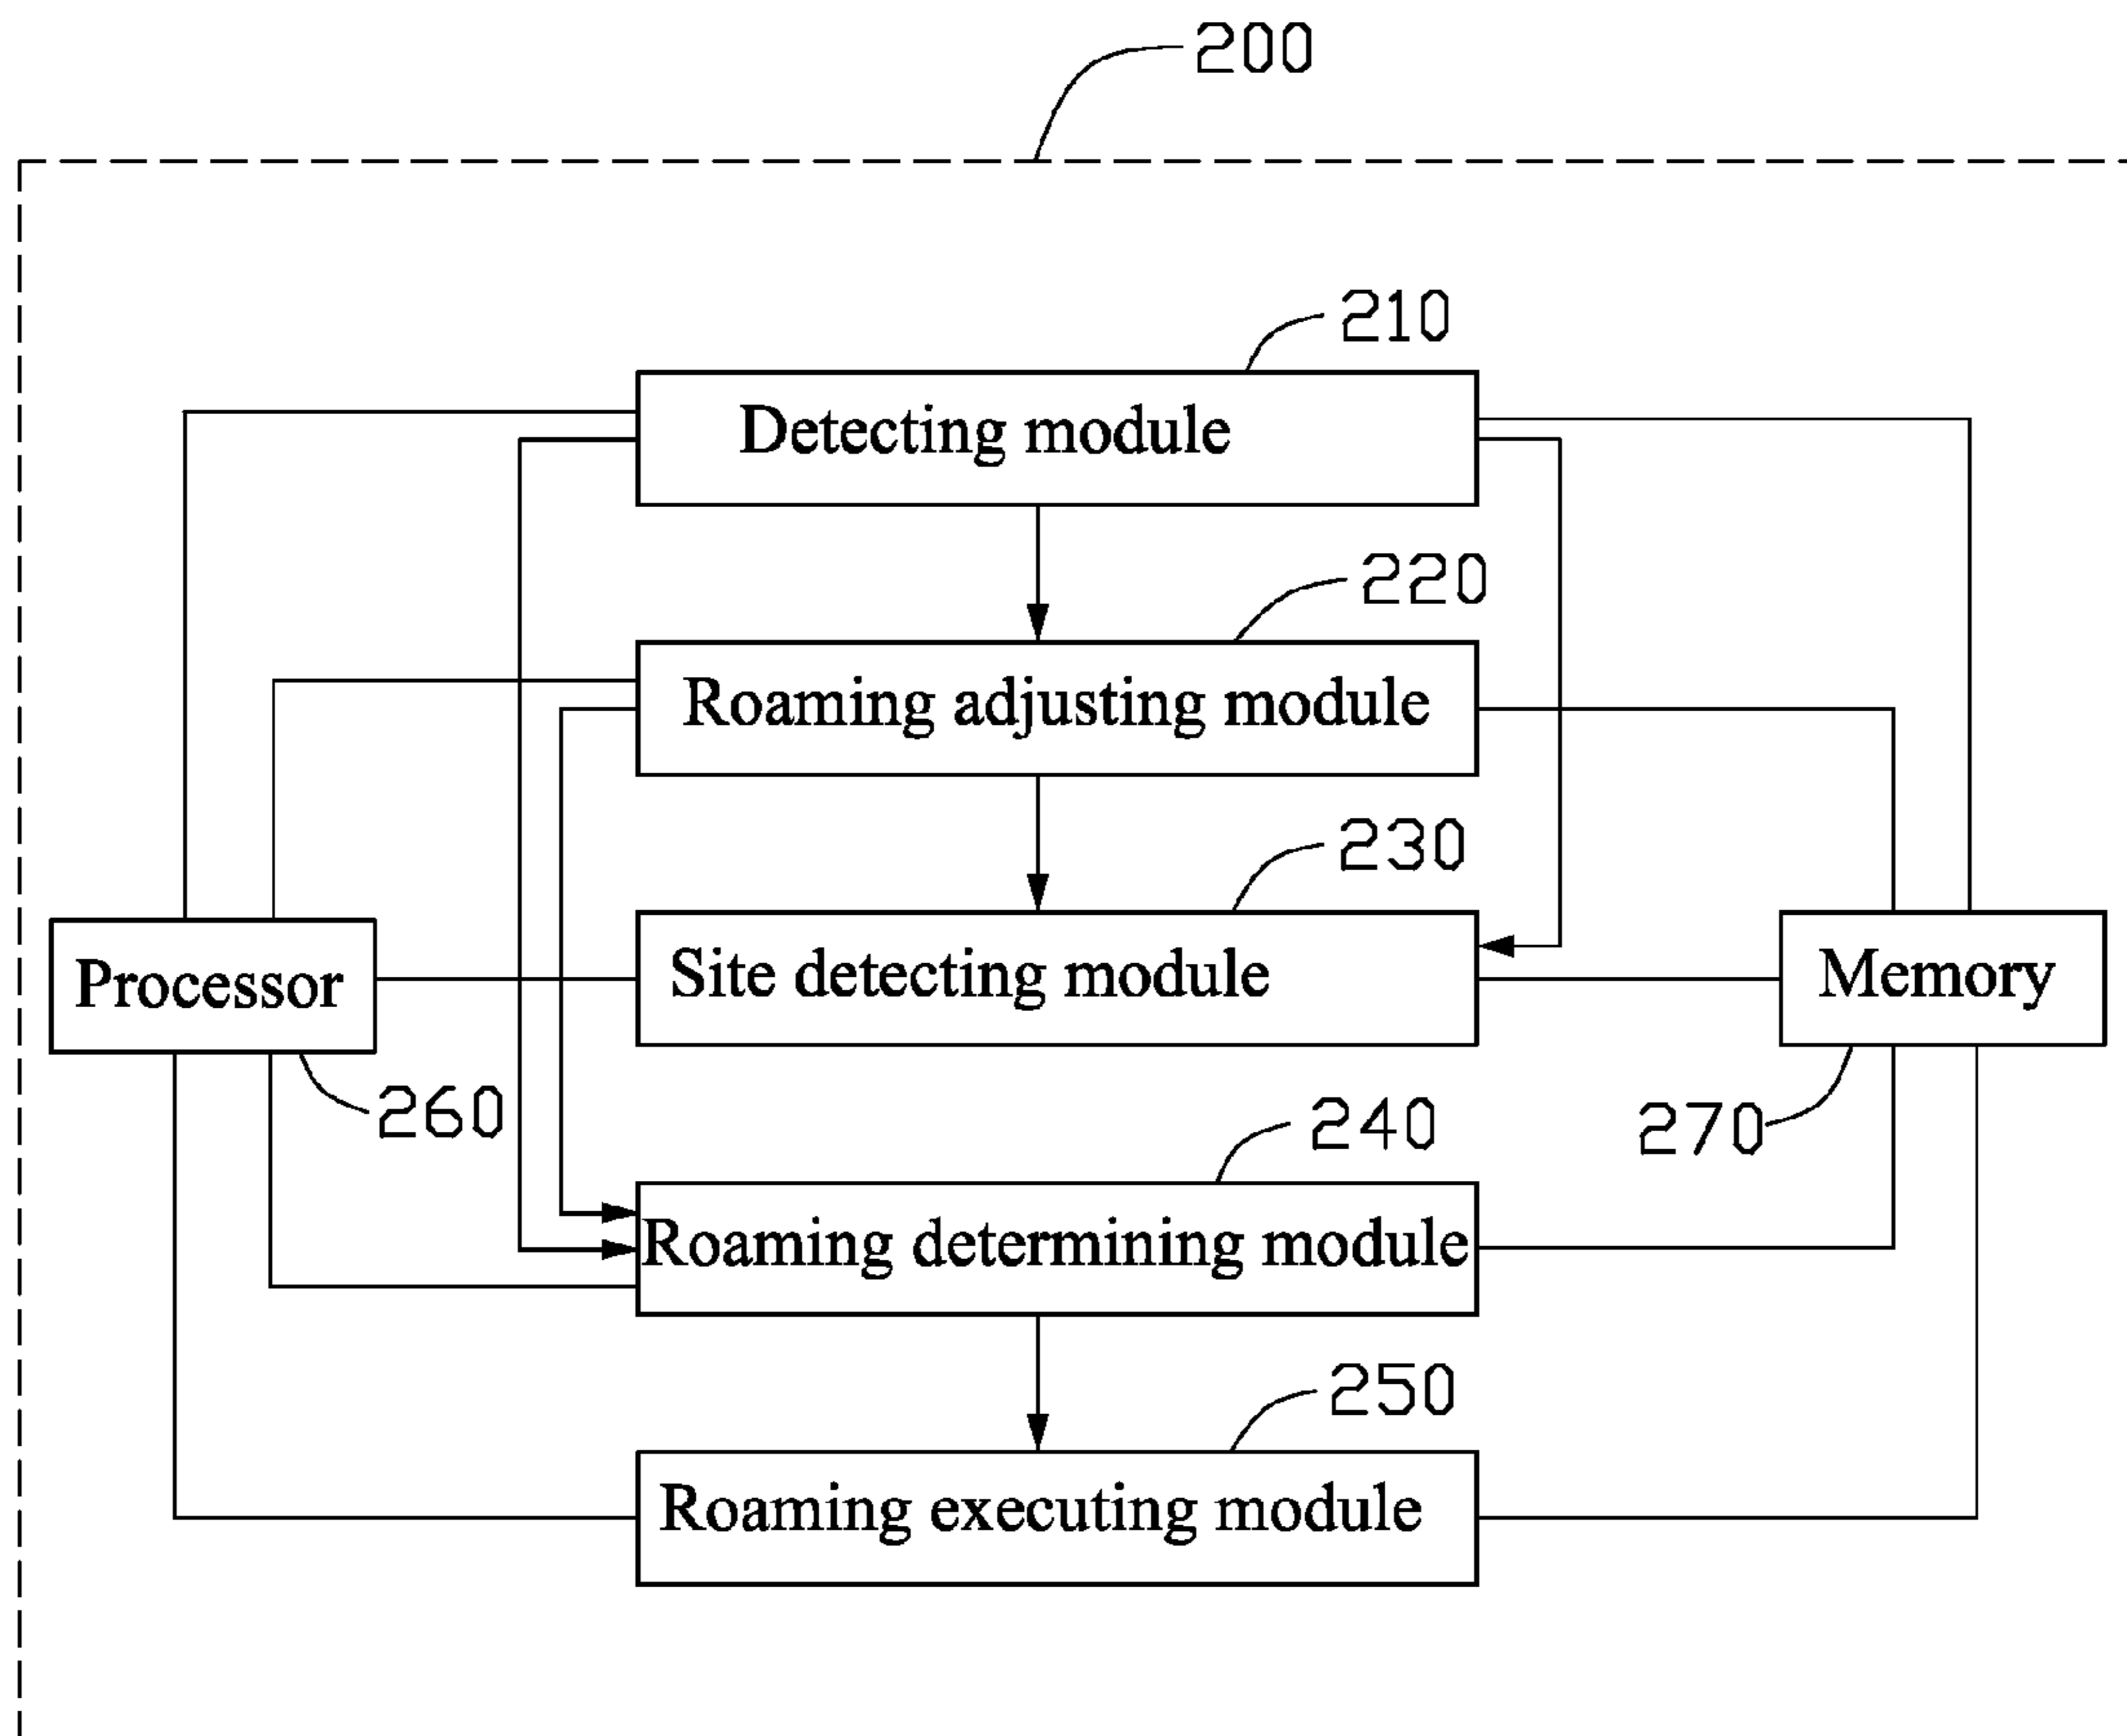 200
210
Detecting module
220
Roaming adjusting module
230
Site detecting module
Processor
Memory
260
240
270
Roaming determining module
250
Roaming executing module